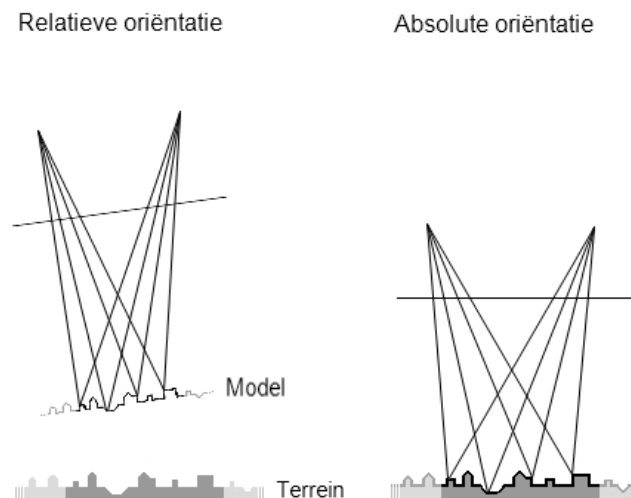 Relatieve oriëntatie
Absolute oriëntatie
Model
Terrein